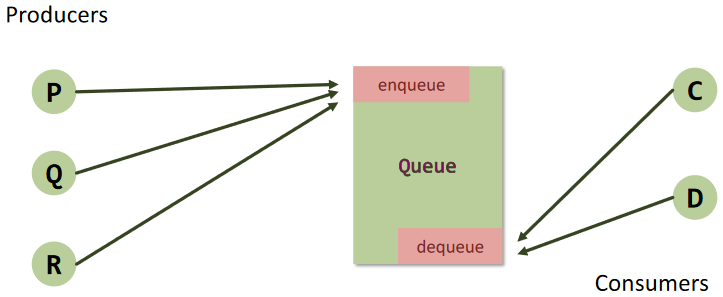 Producers
P
enqueue
C
Q
Queue
D
R
dequeue
Consumers